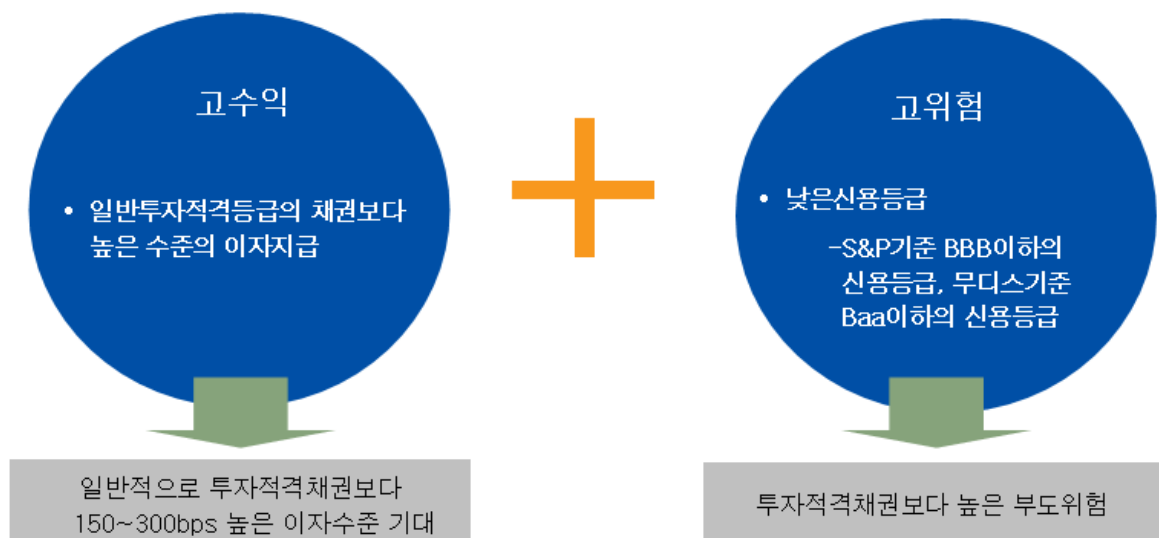 고수익
• 일반투자적격등급의 채권보다
높은 수준의 이자지급
고위험
• 낮은신용등급
-S&P기준 BBB이하의
신용등급, 무디스기준
Baa이하의 신용등급
일반적으로 투자적격채권보다
150~300bps 높은 이자수준 기대
투자적격채권보다 높은 부도위험